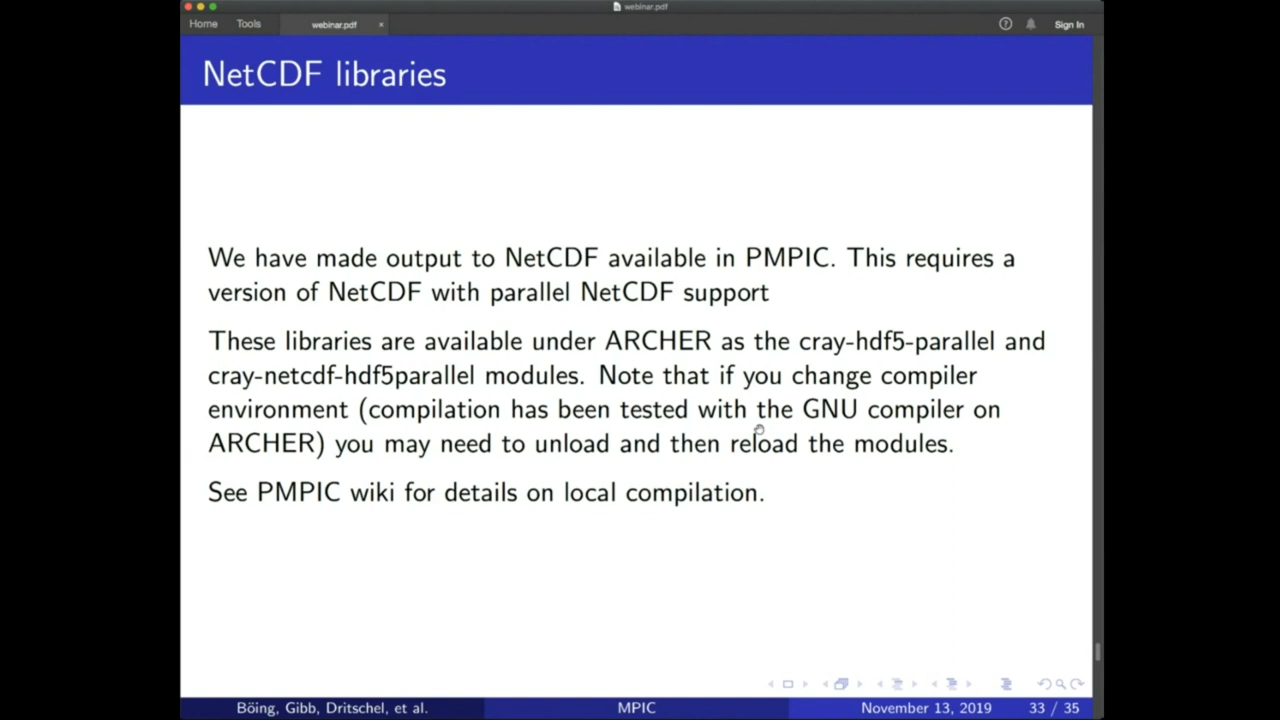 webinar.pdf
Home Tools webinar.pdf × ? Sign In
NetCDF libraries
We have made output to NetCDF available in PMPIC. This requires a
version of NetCDF with parallel NetCDF support
These libraries are available under ARCHER as the cray-hdf5-parallel and
cray-netcdf-hdf5parallel modules. Note that if you change compiler
environment (compilation has been tested with the GNU compiler on
ARCHER) you may need to unload and then reload the modules.
See PMPIC wiki for details on local compilation.
Böing, Gibb, Dritschel, et al. MPIC November 13, 2019 33 / 35